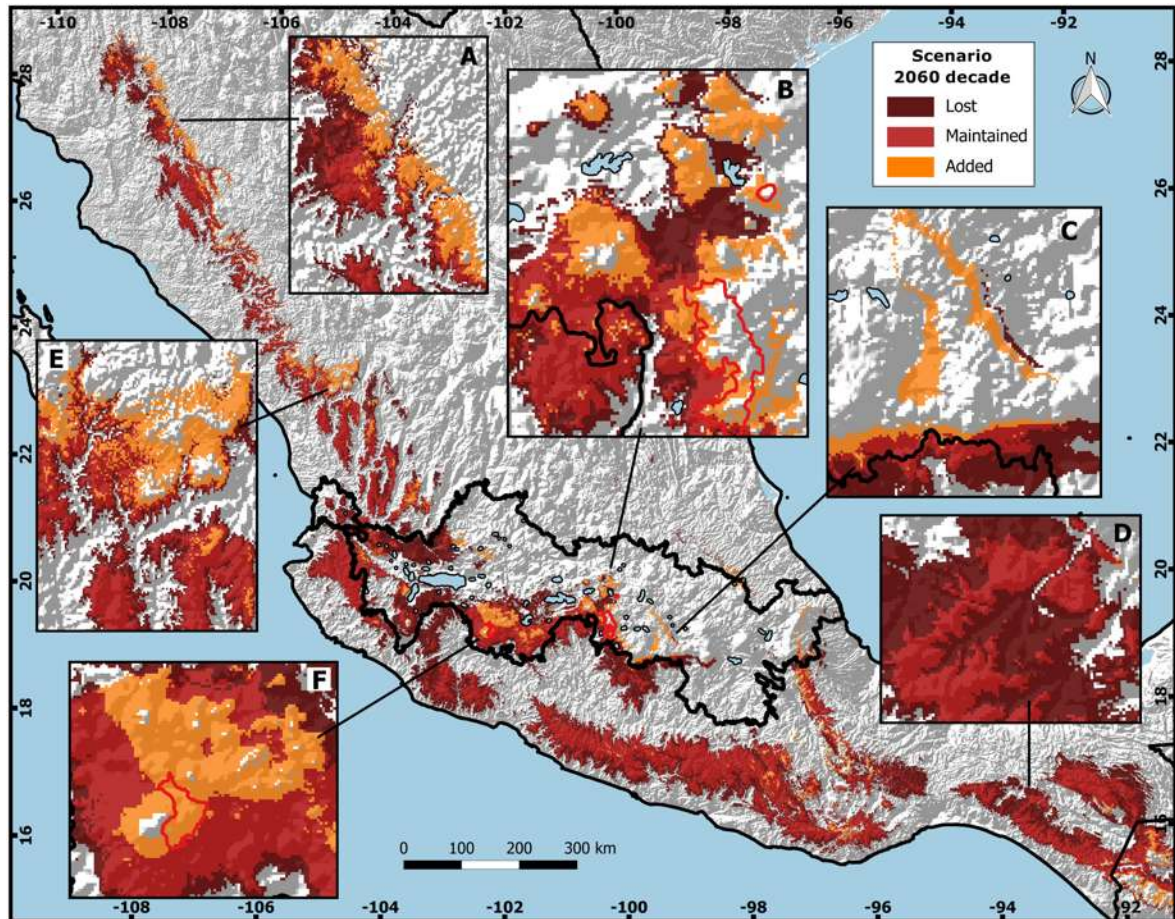 -108 -106 -104 -102 -100 -98 -96 -94 -92
28 28
A
B
Scenario
2060 decade
Lost
Maintained
Added
N
26 26
C
24 24
E
22 22
D
20 20
F
18 18
16 16
0 100 200 300 km
-108 -106 -104 -102 -100 -98 -96 -94 -92